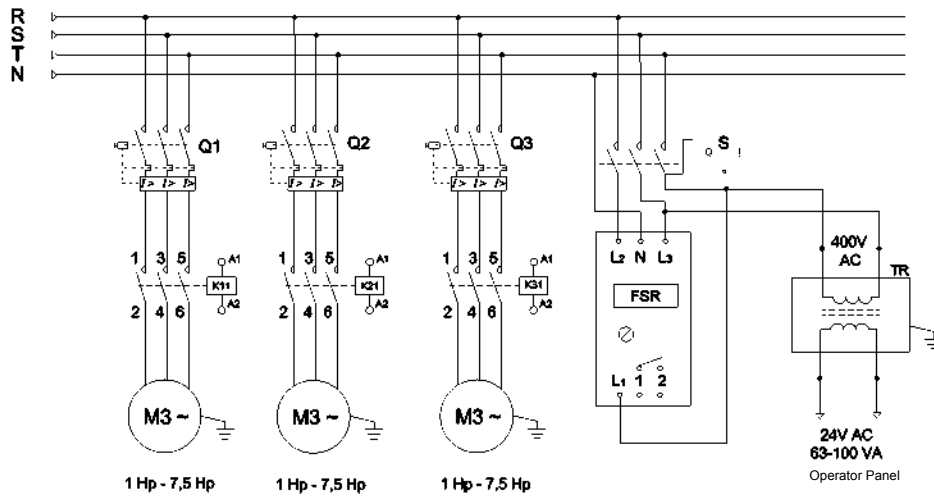 R
S
T
N
Q1
Q2
Q3
S
Q !
I> I> I>
I> I> I>
I> I> I>
1 3 5
2 4 6
A1
K11
A2
1 3 5
2 4 6
A1
K21
A2
1 3 5
2 4 6
A1
K31
A2
L2 N L3
FSR
L1 1 2
400V
AC
TR
M3 ~
M3 ~
M3 ~
24V AC
63-100 VA
Operator Panel
1 Hp - 7,5 Hp
1 Hp - 7,5 Hp
1 Hp - 7,5 Hp